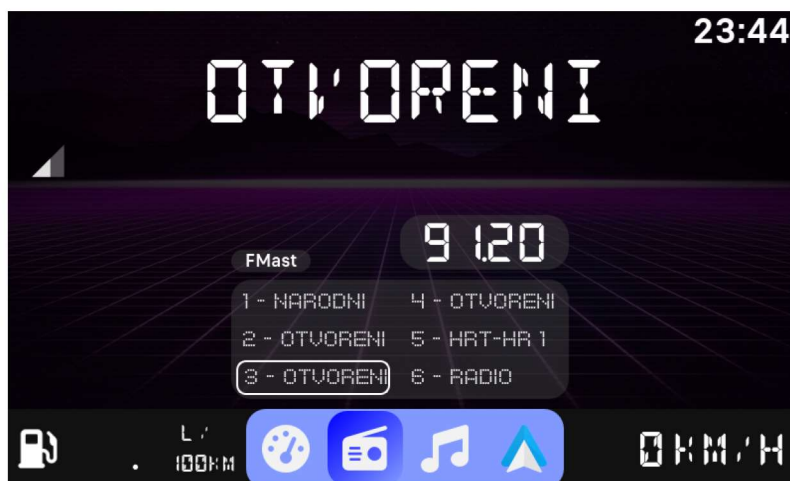 23:44
OTVORENI
91.20
FMast
1 - NARODNI 4 - OTVORENI
2 - OTVORENI 5 - HRT-HR 1
3 - OTVORENI 6 - RADIO
L/
. 100KM
0KM/H